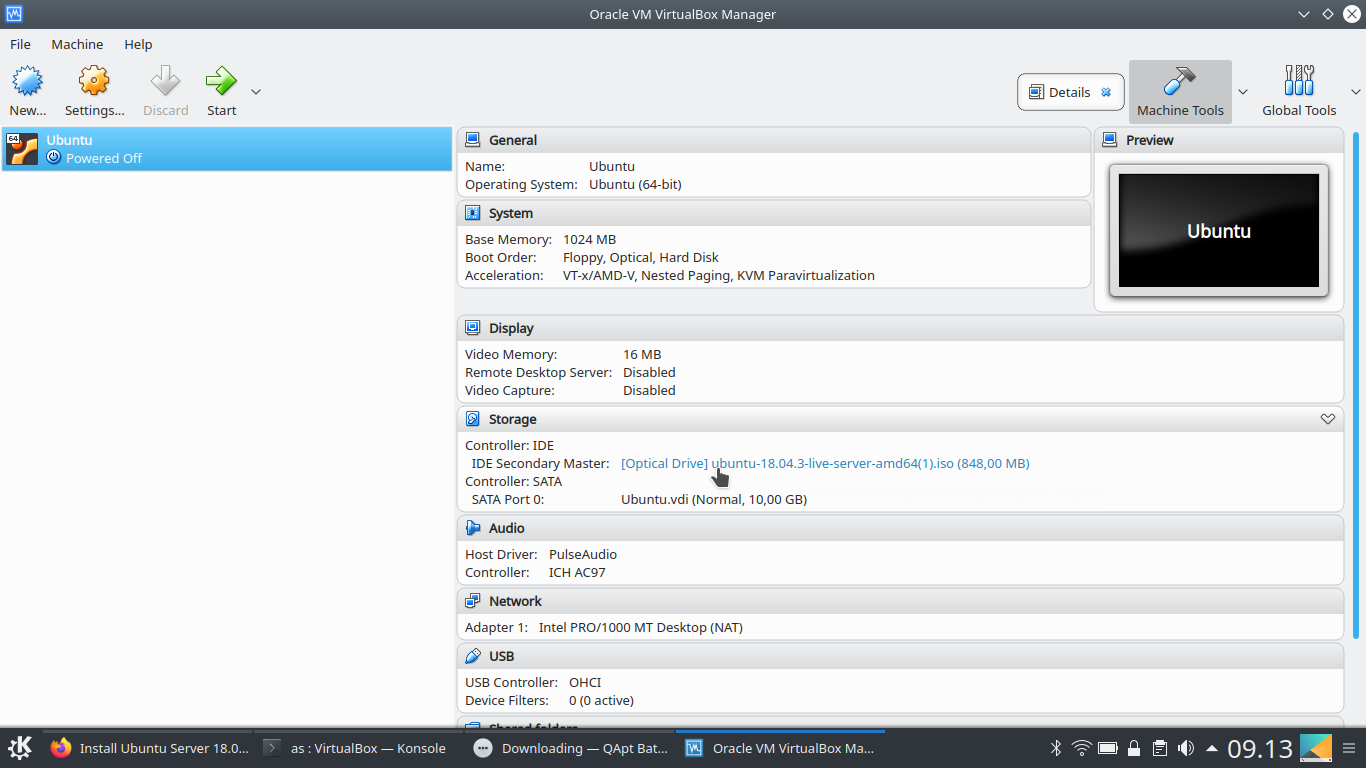 Oracle VM VirtualBox Manager
File Machine Help
New... Settings... Discard Start Details Machine Tools Global Tools
64 Ubuntu
Powered Off
General
Name: Ubuntu
Operating System: Ubuntu (64-bit)
System
Base Memory: 1024 MB
Boot Order: Floppy, Optical, Hard Disk
Acceleration: VT-x/AMD-V, Nested Paging, KVM Paravirtualization
Preview
Ubuntu
Display
Video Memory: 16 MB
Remote Desktop Server: Disabled
Video Capture: Disabled
Storage
Controller: IDE
IDE Secondary Master: [Optical Drive] ubuntu-18.04.3-live-server-amd64(1).iso (848,00 MB)
Controller: SATA
SATA Port 0: Ubuntu.vdi (Normal, 10,00 GB)
Audio
Host Driver: PulseAudio
Controller: ICH AC97
Network
Adapter 1: Intel PRO/1000 MT Desktop (NAT)
USB
USB Controller: OHCI
Device Filters: 0 (0 active)
Shared folders
Install Ubuntu Server 18.0... as : VirtualBox — Konsole Downloading — QApt Bat... Oracle VM VirtualBox Ma... 09.13